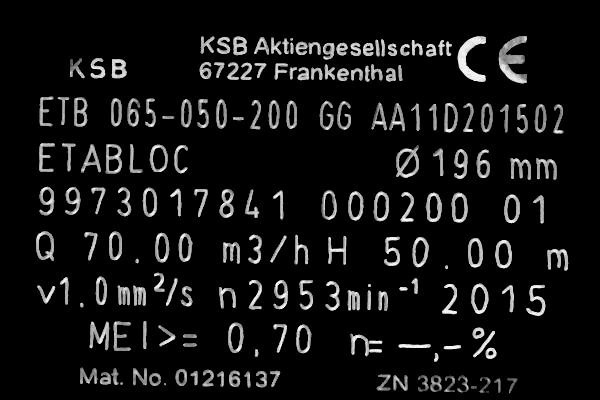 KSB Aktiengesellschaft CE
KSB 67227 Frankenthal
ETB 065-050-200 GG AA11D201502
ETABLOC Ø 196 mm
9973017841 000200 01
Q 70.00 m3/h H 50.00 m
v1.0mm²/s n2953min⁻¹ 2015
MEI>= 0,70 n= —,-%
Mat. No. 01216137 ZN 3823-217